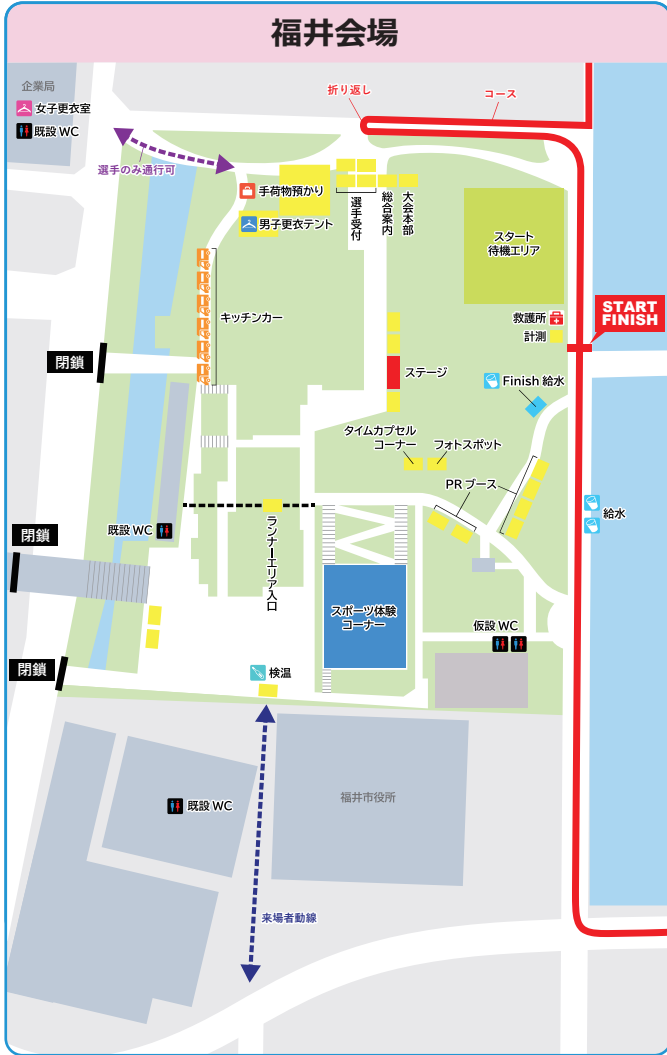 福井会場
企業局
女子更衣室
既設 WC
選手のみ通行可
折り返し
コース
手荷物預かり
男子更衣テント
選手受付
総合案内
大会本部
スタート
待機エリア
キッチンカー
救護所
計測
START
FINISH
閉鎖
ステージ
Finish 給水
タイムカプセル
コーナー
フォトスポット
PR ブース
給水
既設 WC
ランナーエリア入口
閉鎖
スポーツ体験
コーナー
仮設 WC
閉鎖
検温
既設 WC
福井市役所
来場者動線